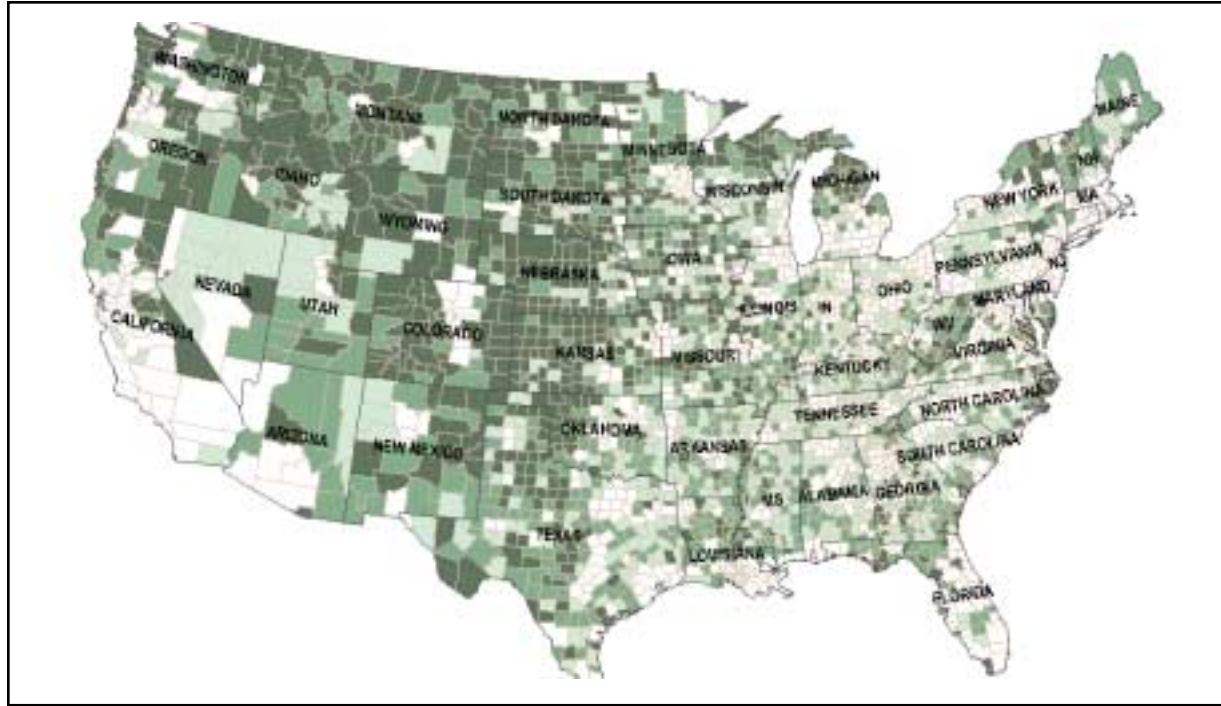 WASHINGTON
MONTANA
NORTH DAKOTA
MINNESOTA
MAINE
OREGON
IDAHO
SOUTH DAKOTA
WISCONSIN
MICHIGAN
NH
NEW YORK
MA
WYOMING
NEBRASKA
IOWA
PENNSYLVANIA
NJ
NEVADA
UTAH
COLORADO
ILLINOIS
IN
OHIO
MARYLAND
CALIFORNIA
KANSAS
MISSOURI
WV
VIRGINIA
KENTUCKY
ARIZONA
NEW MEXICO
OKLAHOMA
ARKANSAS
TENNESSEE
NORTH CAROLINA
SOUTH CAROLINA
MS
ALABAMA
GEORGIA
TEXAS
LOUISIANA
FLORIDA